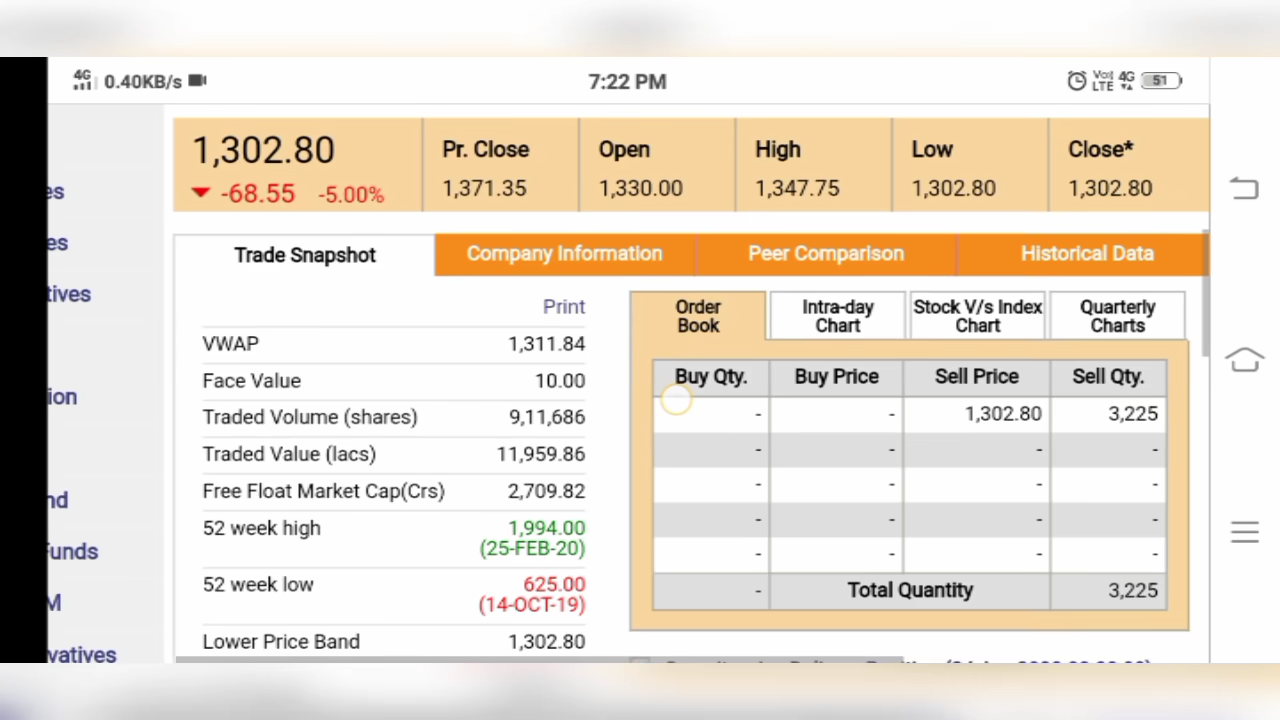 4G 0.40KB/s 7:22 PM Vo) LTE 4G 51
1,302.80 Pr. Close Open High Low Close*
-68.55 -5.00% 1,371.35 1,330.00 1,347.75 1,302.80 1,302.80
es
es
tives
ion
nd
Funds
M
vatives
Trade Snapshot Company Information Peer Comparison Historical Data
Print
VWAP 1,311.84
Face Value 10.00
Traded Volume (shares) 9,11,686
Traded Value (lacs) 11,959.86
Free Float Market Cap(Crs) 2,709.82
52 week high 1,994.00
(25-FEB-20)
52 week low 625.00
(14-OCT-19)
Lower Price Band 1,302.80
Order
Book
Intra-day
Chart
Stock V/s Index
Chart
Quarterly
Charts
Buy Qty. Buy Price Sell Price Sell Qty.
- - 1,302.80 3,225
- - - -
- - - -
- - - -
- - - -
- Total Quantity 3,225